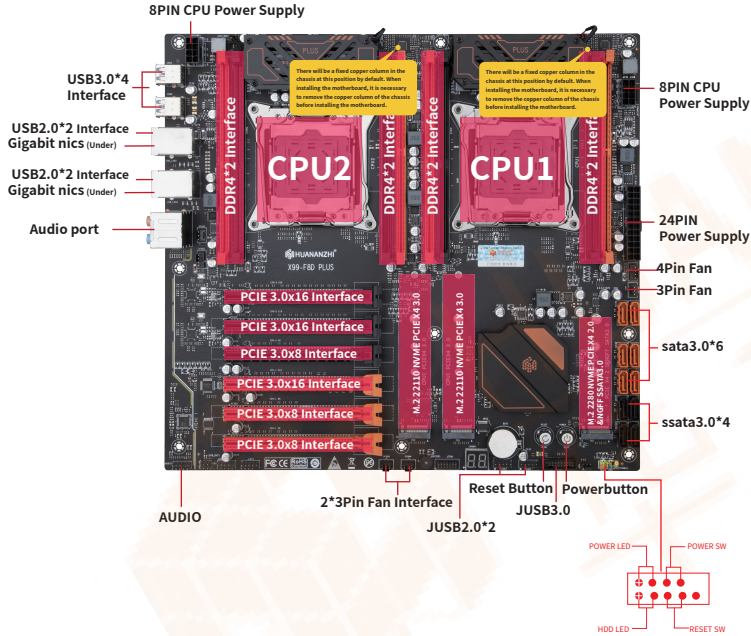 8PIN CPU Power Supply
USB3.0*4
Interface
USB2.0*2 Interface
Gigabit nics (Under)
USB2.0*2 Interface
Gigabit nics (Under)
Audio port
PLUS
PLUS
There will be a fixed copper column in the
chassis at this position by default. When
installing the motherboard, it is necessary
to remove the copper column of the chassis
before installing the motherboard.
There will be a fixed copper column in the
chassis at this position by default. When
installing the motherboard, it is necessary
to remove the copper column of the chassis
before installing the motherboard.
DDR4*2 Interface
CPU2
DDR4*2 Interface
DDR4*2 Interface
CPU1
DDR4*2 Interface
8PIN CPU
Power Supply
24PIN
Power Supply
4Pin Fan
3Pin Fan
sata3.0*6
ssata3.0*4
HUANANZHI
X99-F8D PLUS
PCIE 3.0x16 Interface
PCIE 3.0x16 Interface
PCIE 3.0x8 Interface
PCIE 3.0x16 Interface
PCIE 3.0x8 Interface
PCIE 3.0x8 Interface
M.2 22110 NVME PCIE X4 3.0
M.2 22110 NVME PCIE X4 3.0
M.2 2280 NVME PCIE X4 2.0
&NGFF SSATA3.0
AUDIO
2*3Pin Fan Interface
JUSB2.0*2
Reset Button
JUSB3.0
Powerbutton
POWER LED
POWER SW
HDD LED
RESET SW